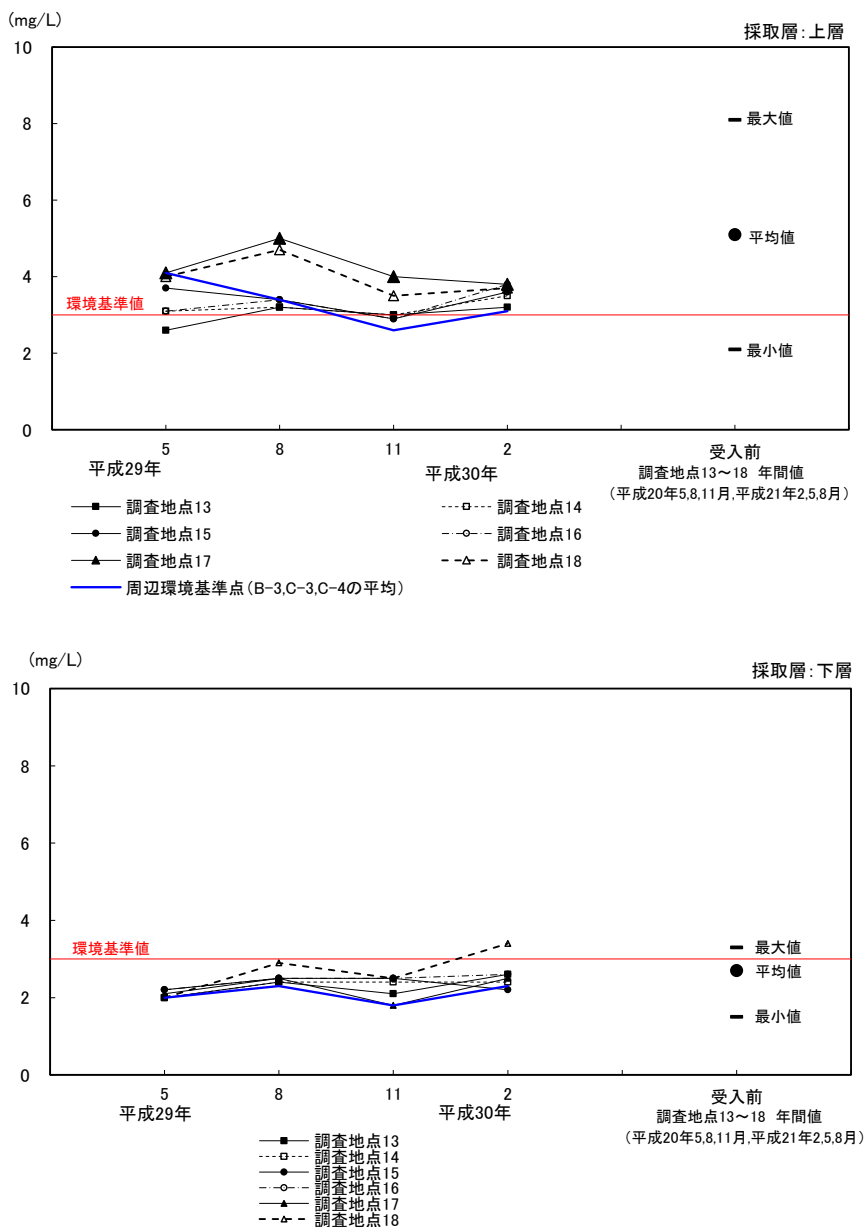 (mg/L)
採取層：上層
10
8
6
4
2
0
最大値
平均値
最小値
環境基準値
5
8
11
2
受入前
平成29年
平成30年
調査地点13～18 年間値
（平成20年5,8,11月,平成21年2,5,8月）
調査地点13
調査地点14
調査地点15
調査地点16
調査地点17
調査地点18
周辺環境基準点（B-3,C-3,C-4の平均）
(mg/L)
採取層：下層
10
8
6
4
2
0
環境基準値
最大値
平均値
最小値
5
8
11
2
受入前
平成29年
平成30年
調査地点13～18 年間値
（平成20年5,8,11月,平成21年2,5,8月）
調査地点13
調査地点14
調査地点15
調査地点16
調査地点17
調査地点18